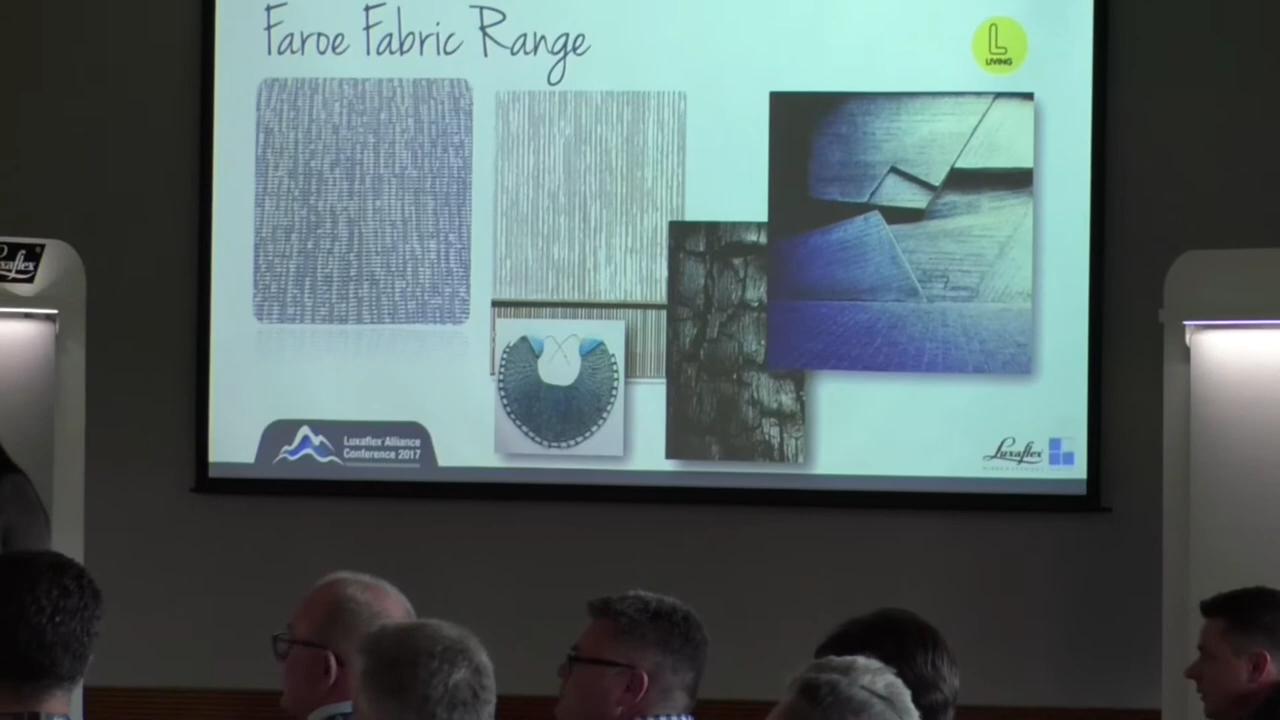 Faroe Fabric Range
L
LIVING
Luxaflex
Luxaflex Alliance
Conference 2017
Luxaflex